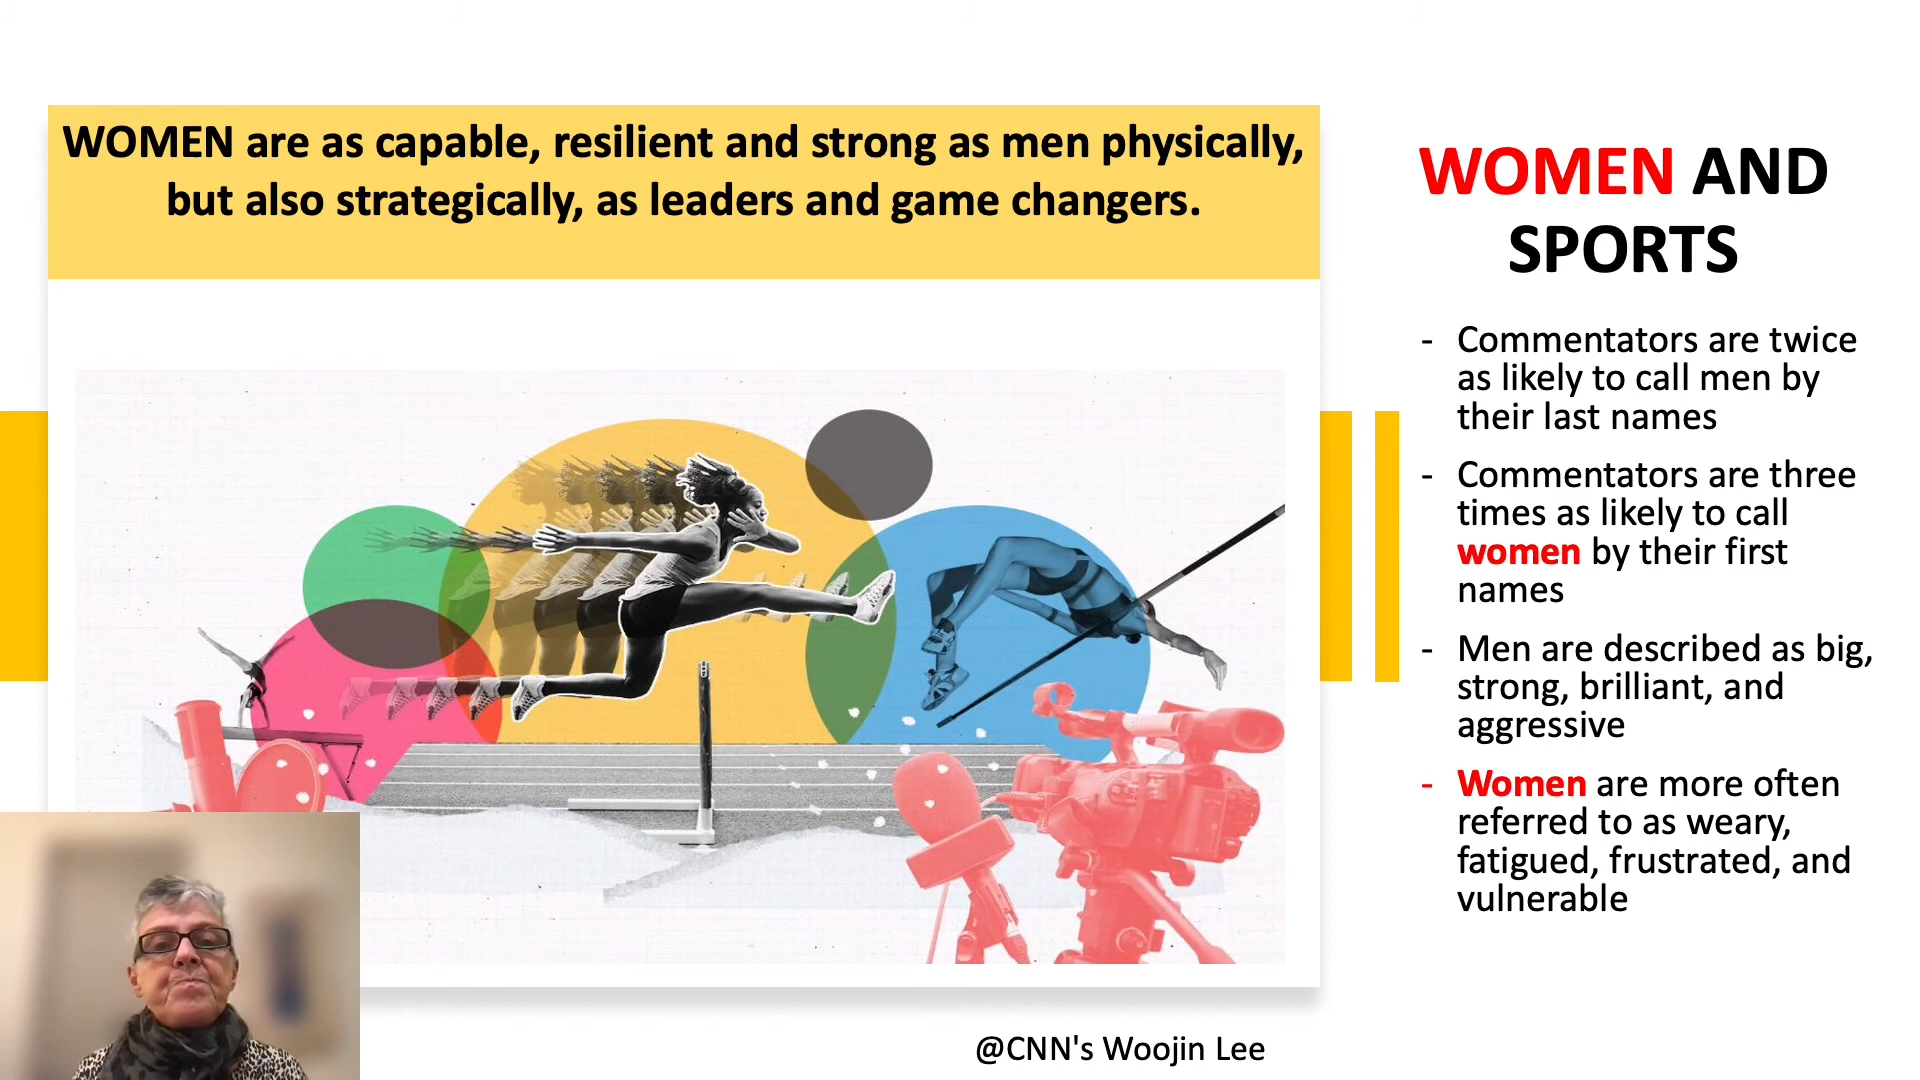 WOMEN are as capable, resilient and strong as men physically,
but also strategically, as leaders and game changers.
WOMEN AND
SPORTS
- Commentators are twice
as likely to call men by
their last names
- Commentators are three
times as likely to call
women by their first
names
- Men are described as big,
strong, brilliant, and
aggressive
- Women are more often
referred to as weary,
fatigued, frustrated, and
vulnerable
@CNN's Woojin Lee